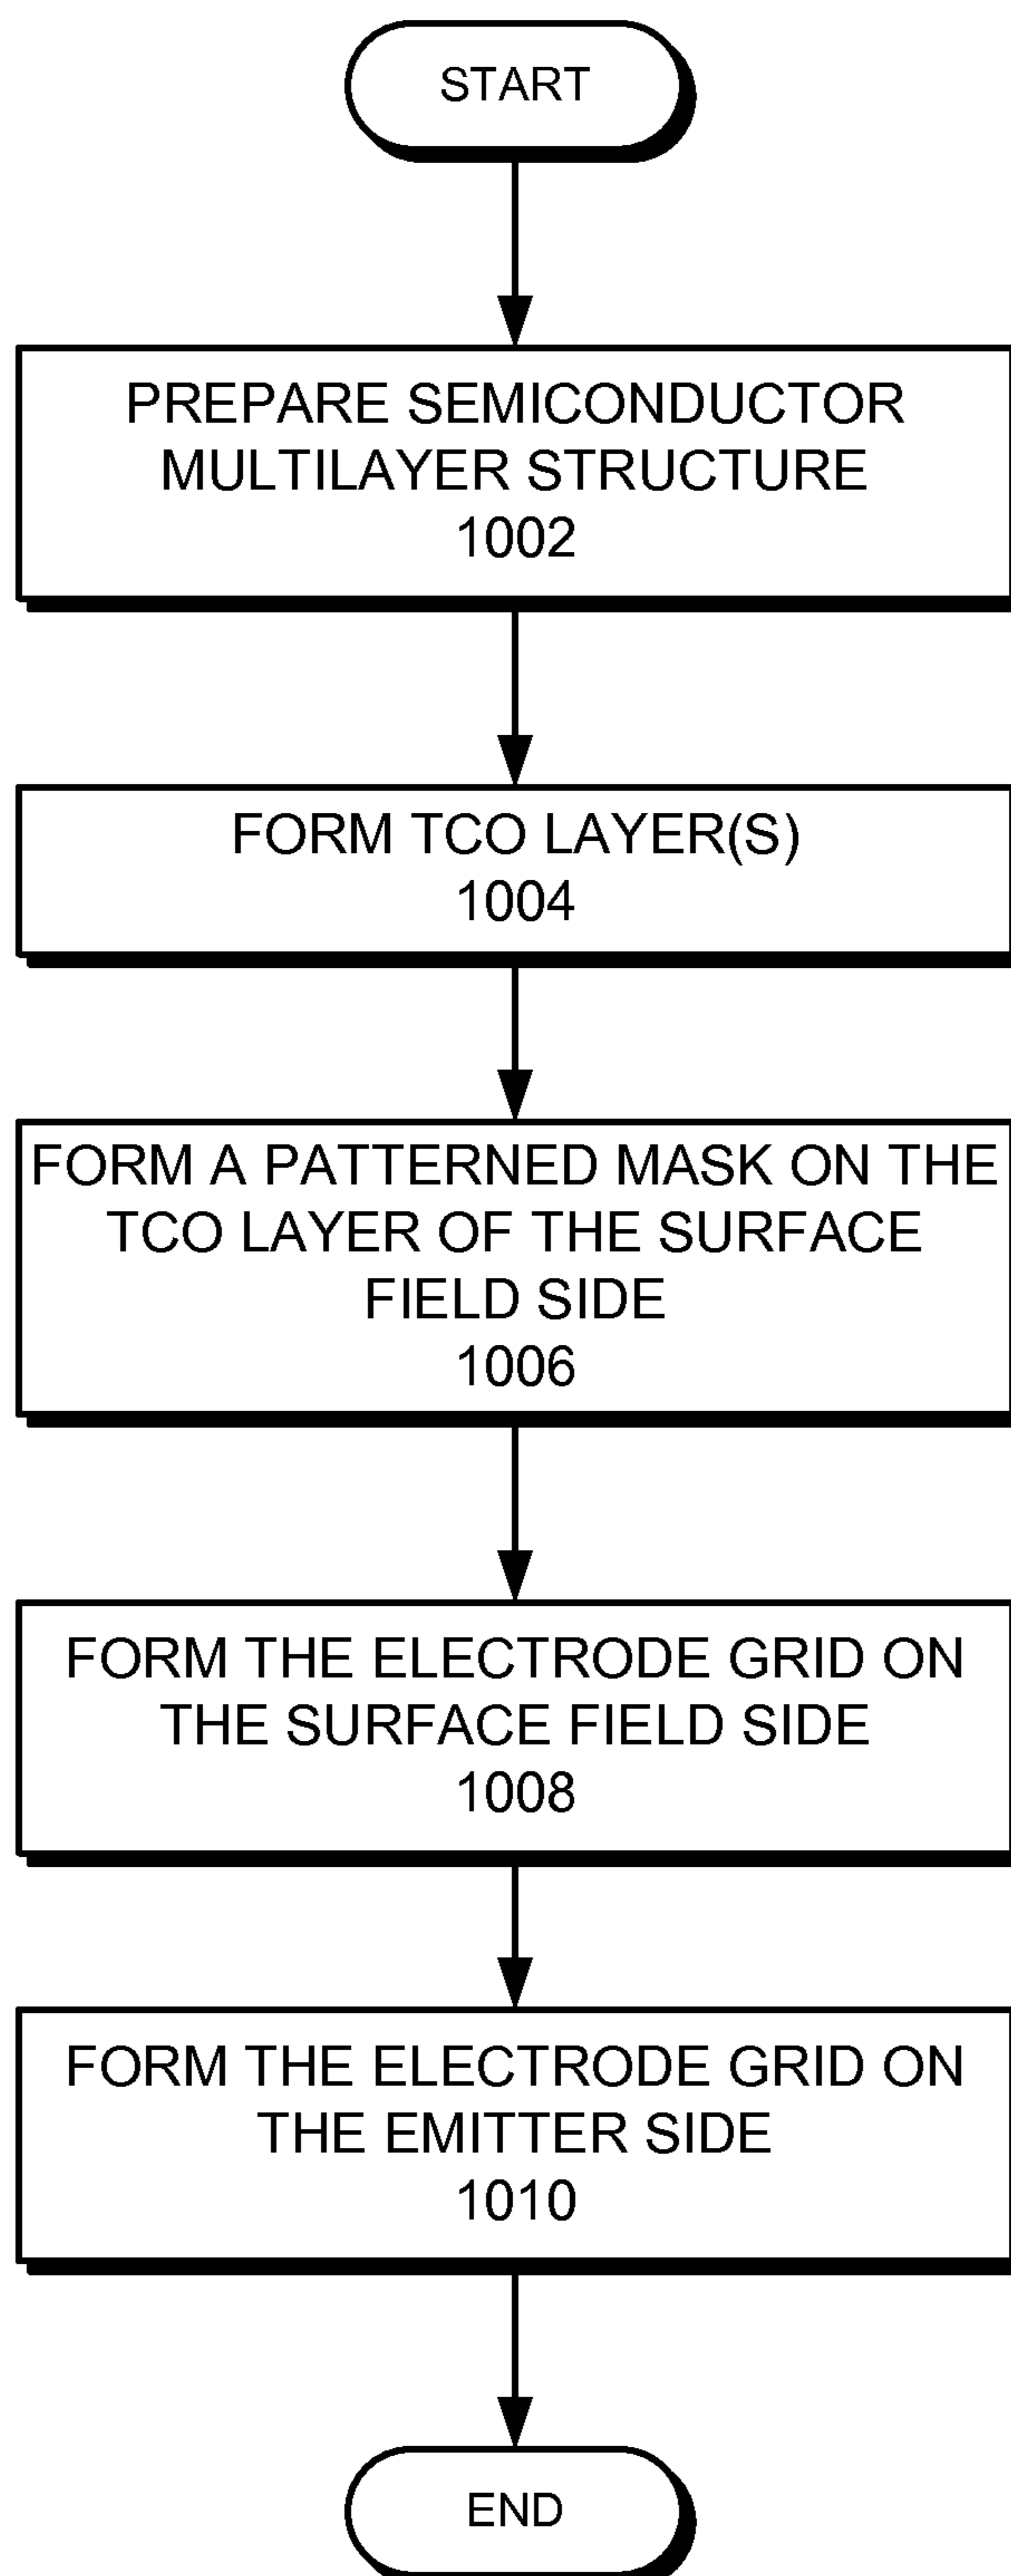 START
PREPARE SEMICONDUCTOR
MULTILAYER STRUCTURE
1002
FORM TCO LAYER(S)
1004
FORM A PATTERNED MASK ON THE
TCO LAYER OF THE SURFACE
FIELD SIDE
1006
FORM THE ELECTRODE GRID ON
THE SURFACE FIELD SIDE
1008
FORM THE ELECTRODE GRID ON
THE EMITTER SIDE
1010
END